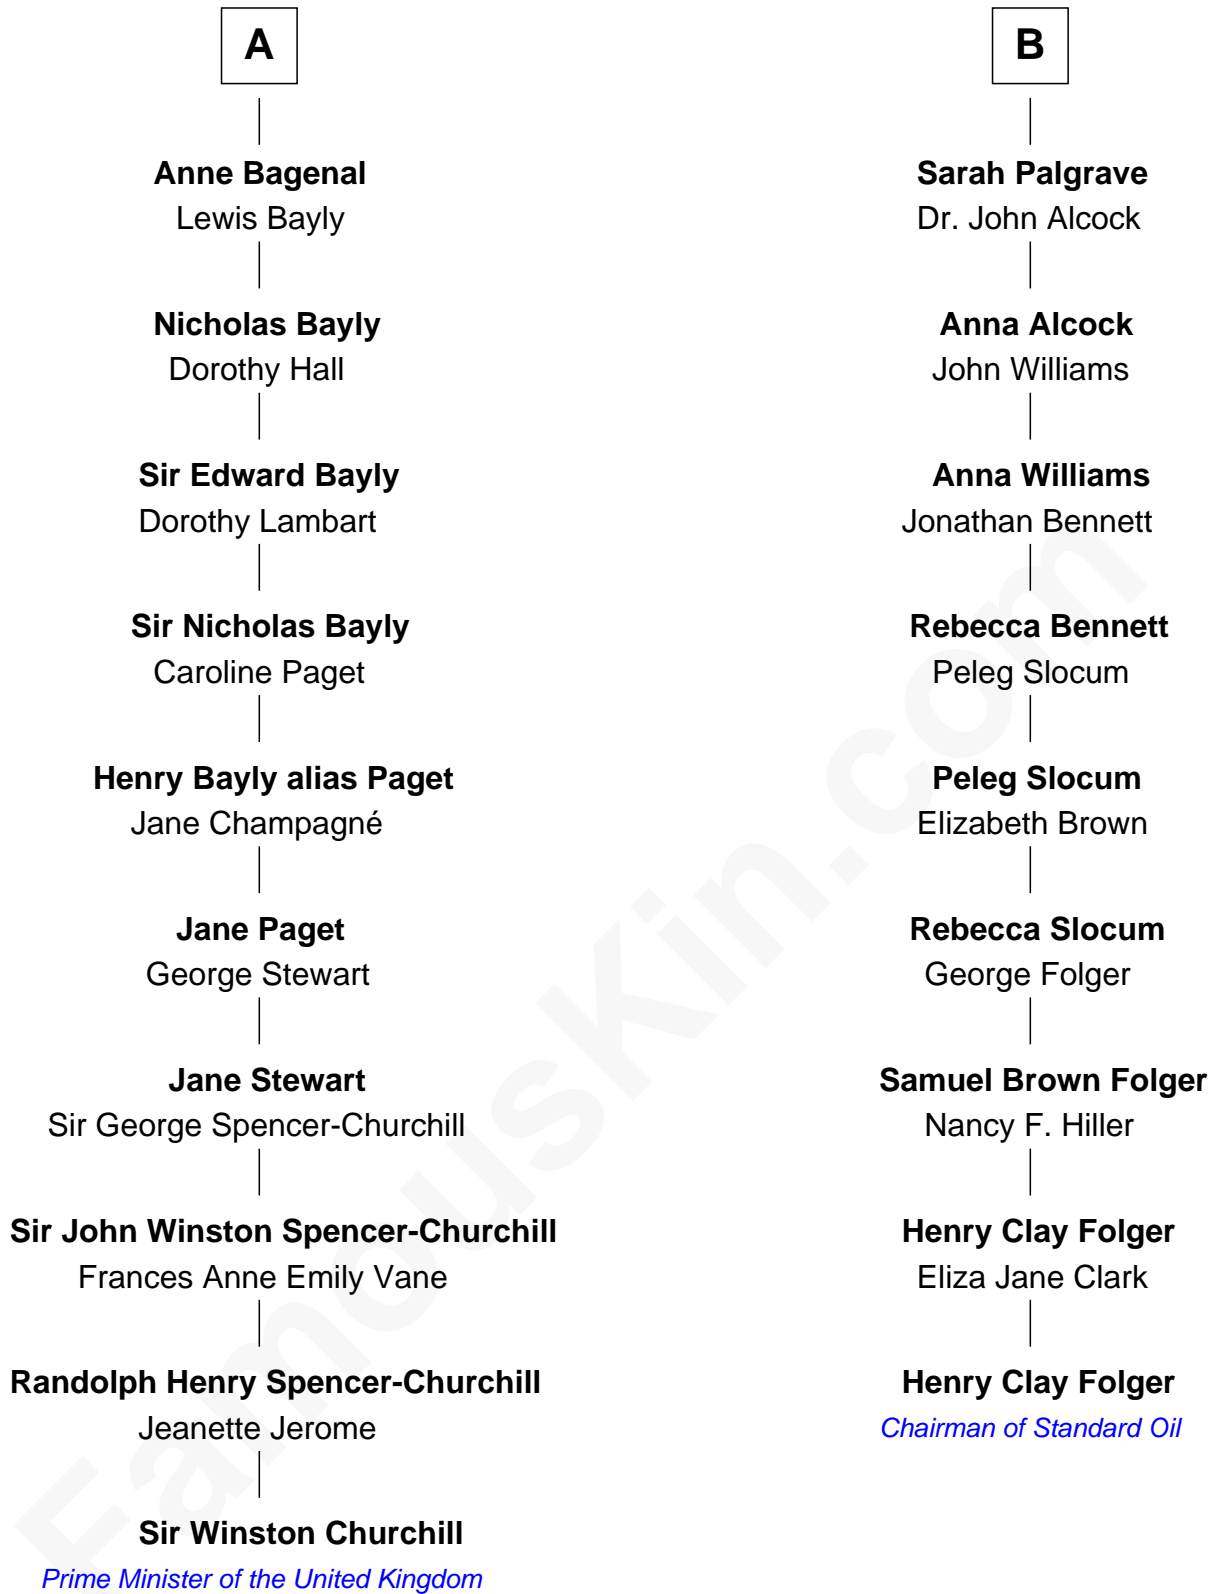 A
Anne Bagenal
Lewis Bayly
Nicholas Bayly
Dorothy Hall
Sir Edward Bayly
Dorothy Lambart
Sir Nicholas Bayly
Caroline Paget
Henry Bayly alias Paget
Jane Champagné
Jane Paget
George Stewart
Jane Stewart
Sir George Spencer-Churchill
Sir John Winston Spencer-Churchill
Frances Anne Emily Vane
Randolph Henry Spencer-Churchill
Jeanette Jerome
Sir Winston Churchill
Prime Minister of the United Kingdom
B
Sarah Palgrave
Dr. John Alcock
Anna Alcock
John Williams
Anna Williams
Jonathan Bennett
Rebecca Bennett
Peleg Slocum
Peleg Slocum
Elizabeth Brown
Rebecca Slocum
George Folger
Samuel Brown Folger
Nancy F. Hiller
Henry Clay Folger
Eliza Jane Clark
Henry Clay Folger
Chairman of Standard Oil
FamousKin.com